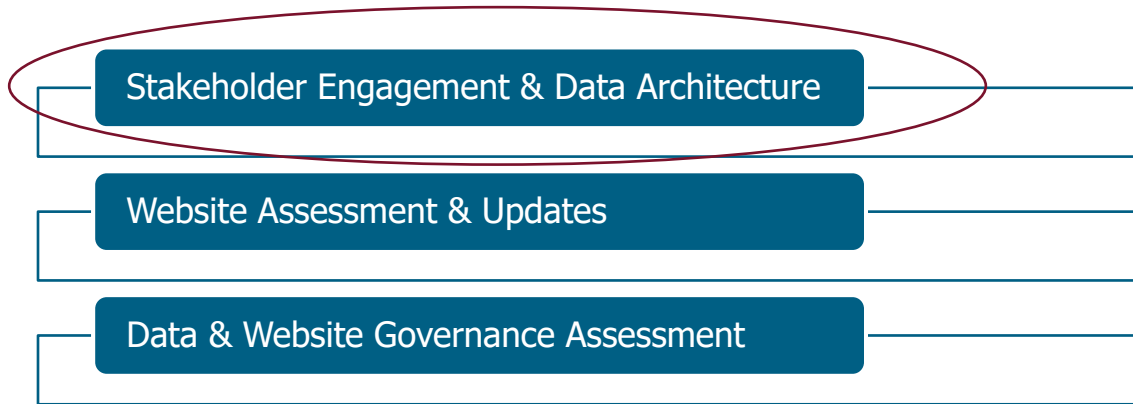 Stakeholder Engagement & Data Architecture
Website Assessment & Updates
Data & Website Governance Assessment